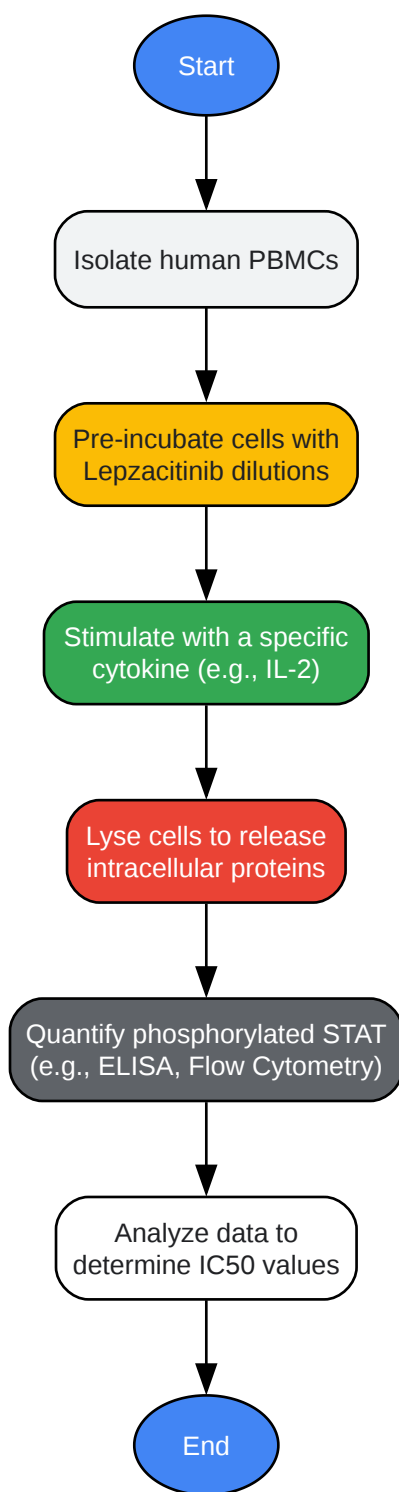 Start
Isolate human PBMCs
Pre-incubate cells with
Lepzacitinib dilutions
Stimulate with a specific
cytokine (e.g., IL-2)
Lyse cells to release
intracellular proteins
Quantify phosphorylated STAT
(e.g., ELISA, Flow Cytometry)
Analyze data to
determine IC50 values
End